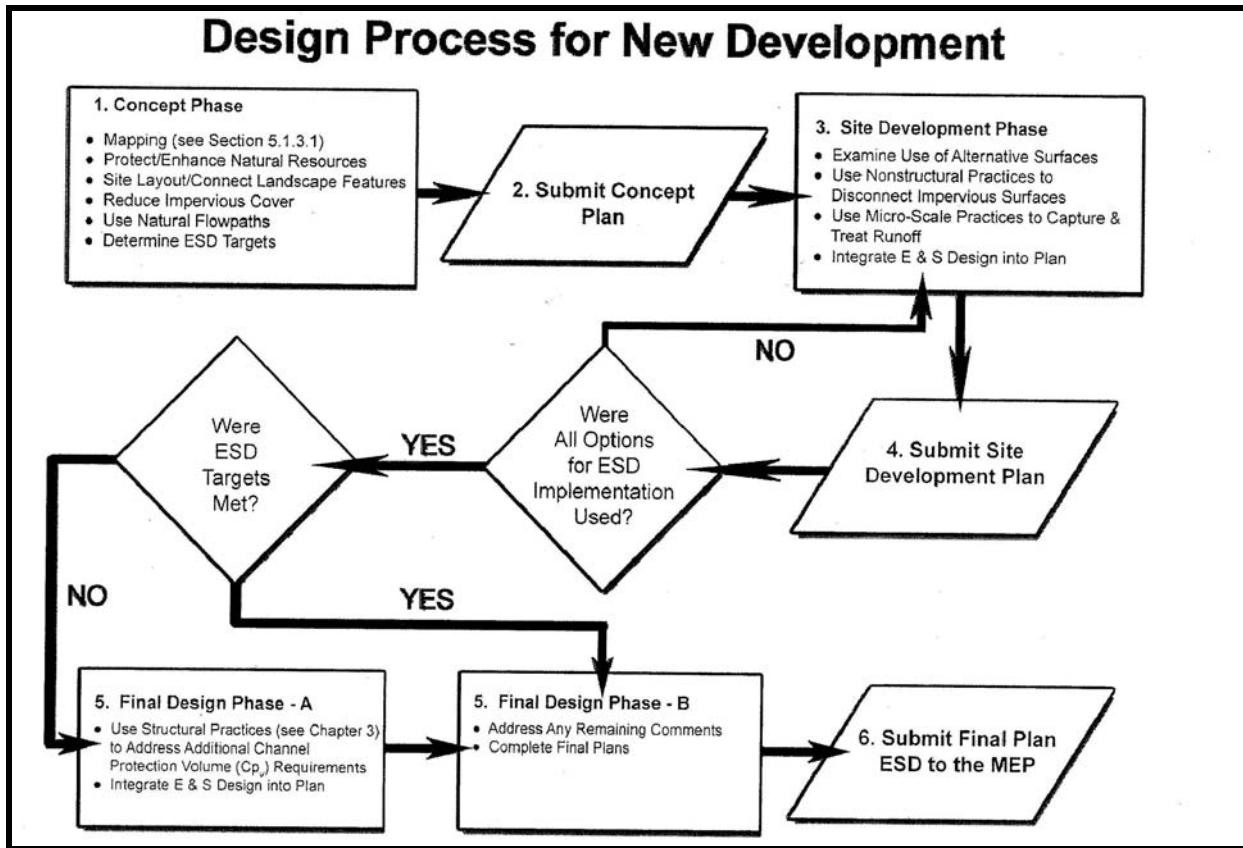 Design Process for New Development
1. Concept Phase
• Mapping (see Section 5.1.3.1)
• Protect/Enhance Natural Resources
• Site Layout/Connect Landscape Features
• Reduce Impervious Cover
• Use Natural Flowpaths
• Determine ESD Targets
2. Submit Concept
Plan
3. Site Development Phase
• Examine Use of Alternative Surfaces
• Use Nonstructural Practices to
Disconnect Impervious Surfaces
• Use Micro-Scale Practices to Capture &
Treat Runoff
• Integrate E & S Design into Plan
NO
4. Submit Site
Development Plan
Were
All Options
for ESD
Implementation
Used?
YES
Were
ESD
Targets
Met?
NO
YES
5. Final Design Phase - A
• Use Structural Practices (see Chapter 3)
to Address Additional Channel
Protection Volume (Cpv) Requirements
• Integrate E & S Design into Plan
5. Final Design Phase - B
• Address Any Remaining Comments
• Complete Final Plans
6. Submit Final Plan
ESD to the MEP